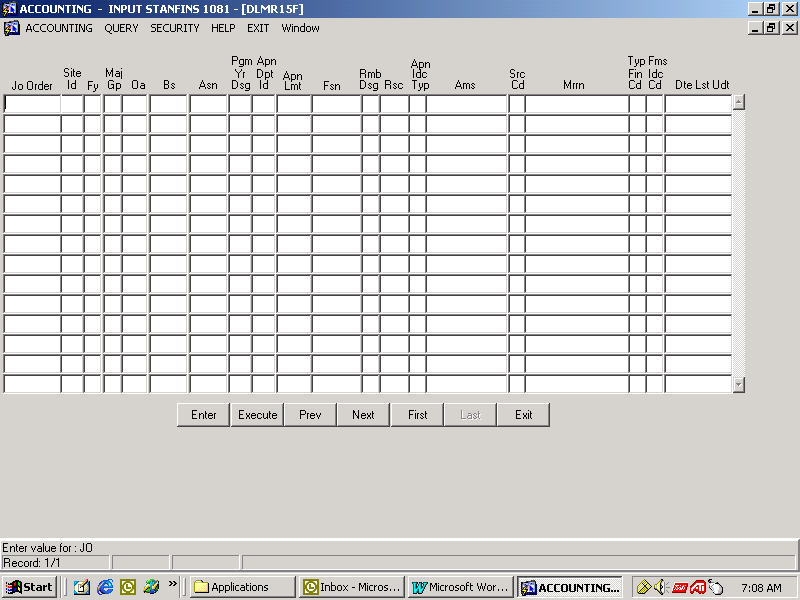 ACCOUNTING - INPUT STANFINS 1081 - [DLMR15F]
ACCOUNTING QUERY SECURITY HELP EXIT Window
Jo Order Site Id Fy Maj Gp Oa Bs Asn Pgm Yr Dsg Apn Dpt Id Apn Lmt Fsn Rmb Dsg Rsc Apn Idc Typ Ams Src Cd Mrrn Typ Fin Cd Fms Idc Cd Dte Lst Udt
Enter Execute Prev Next First Last Exit
Enter value for : JO
Record: 1/1
Start » Applications Inbox - Micros... Microsoft Wor... ACCOUNTING... 7:08 AM